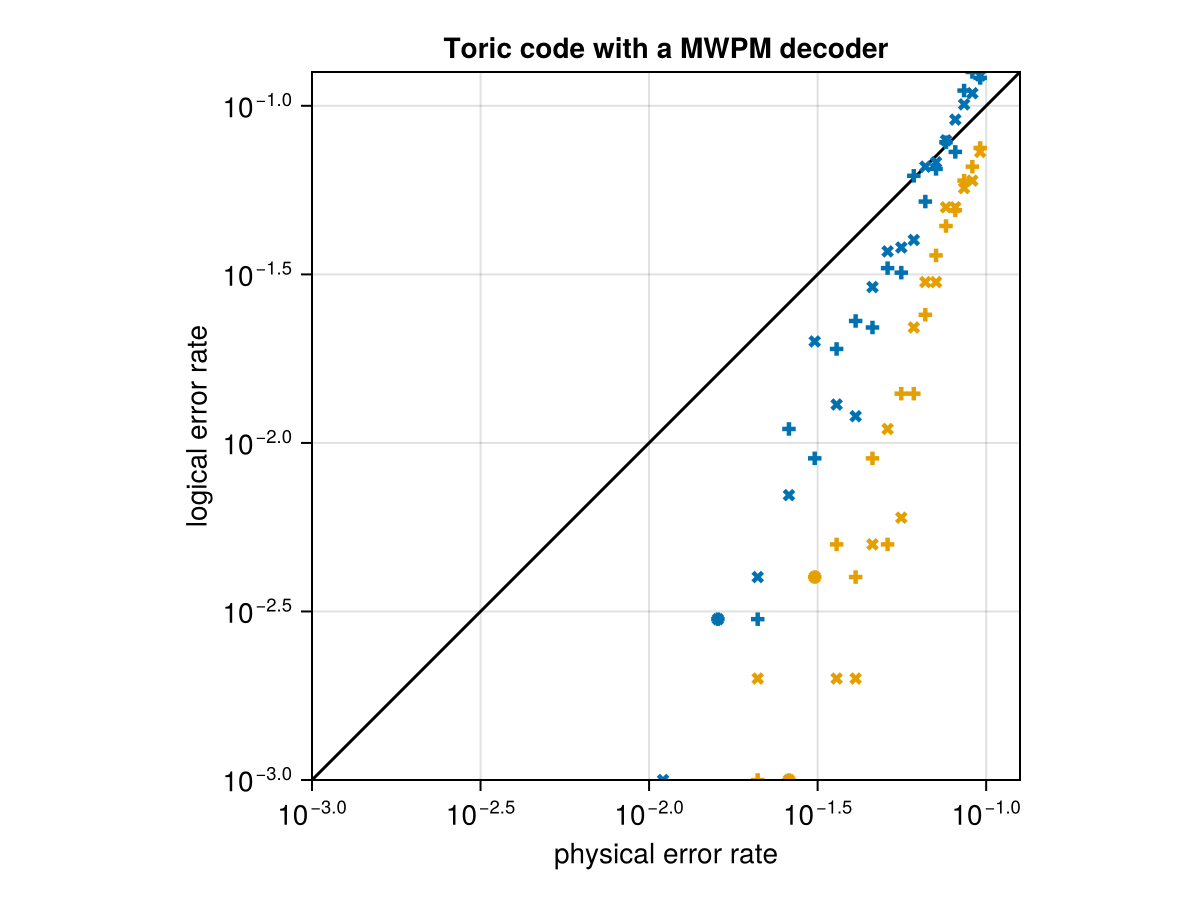 Toric code with a MWPM decoder
10^−1.0
10^−1.5
10^−2.0
10^−2.5
10^−3.0
logical error rate
10^−3.0 10^−2.5 10^−2.0 10^−1.5 10^−1.0
physical error rate